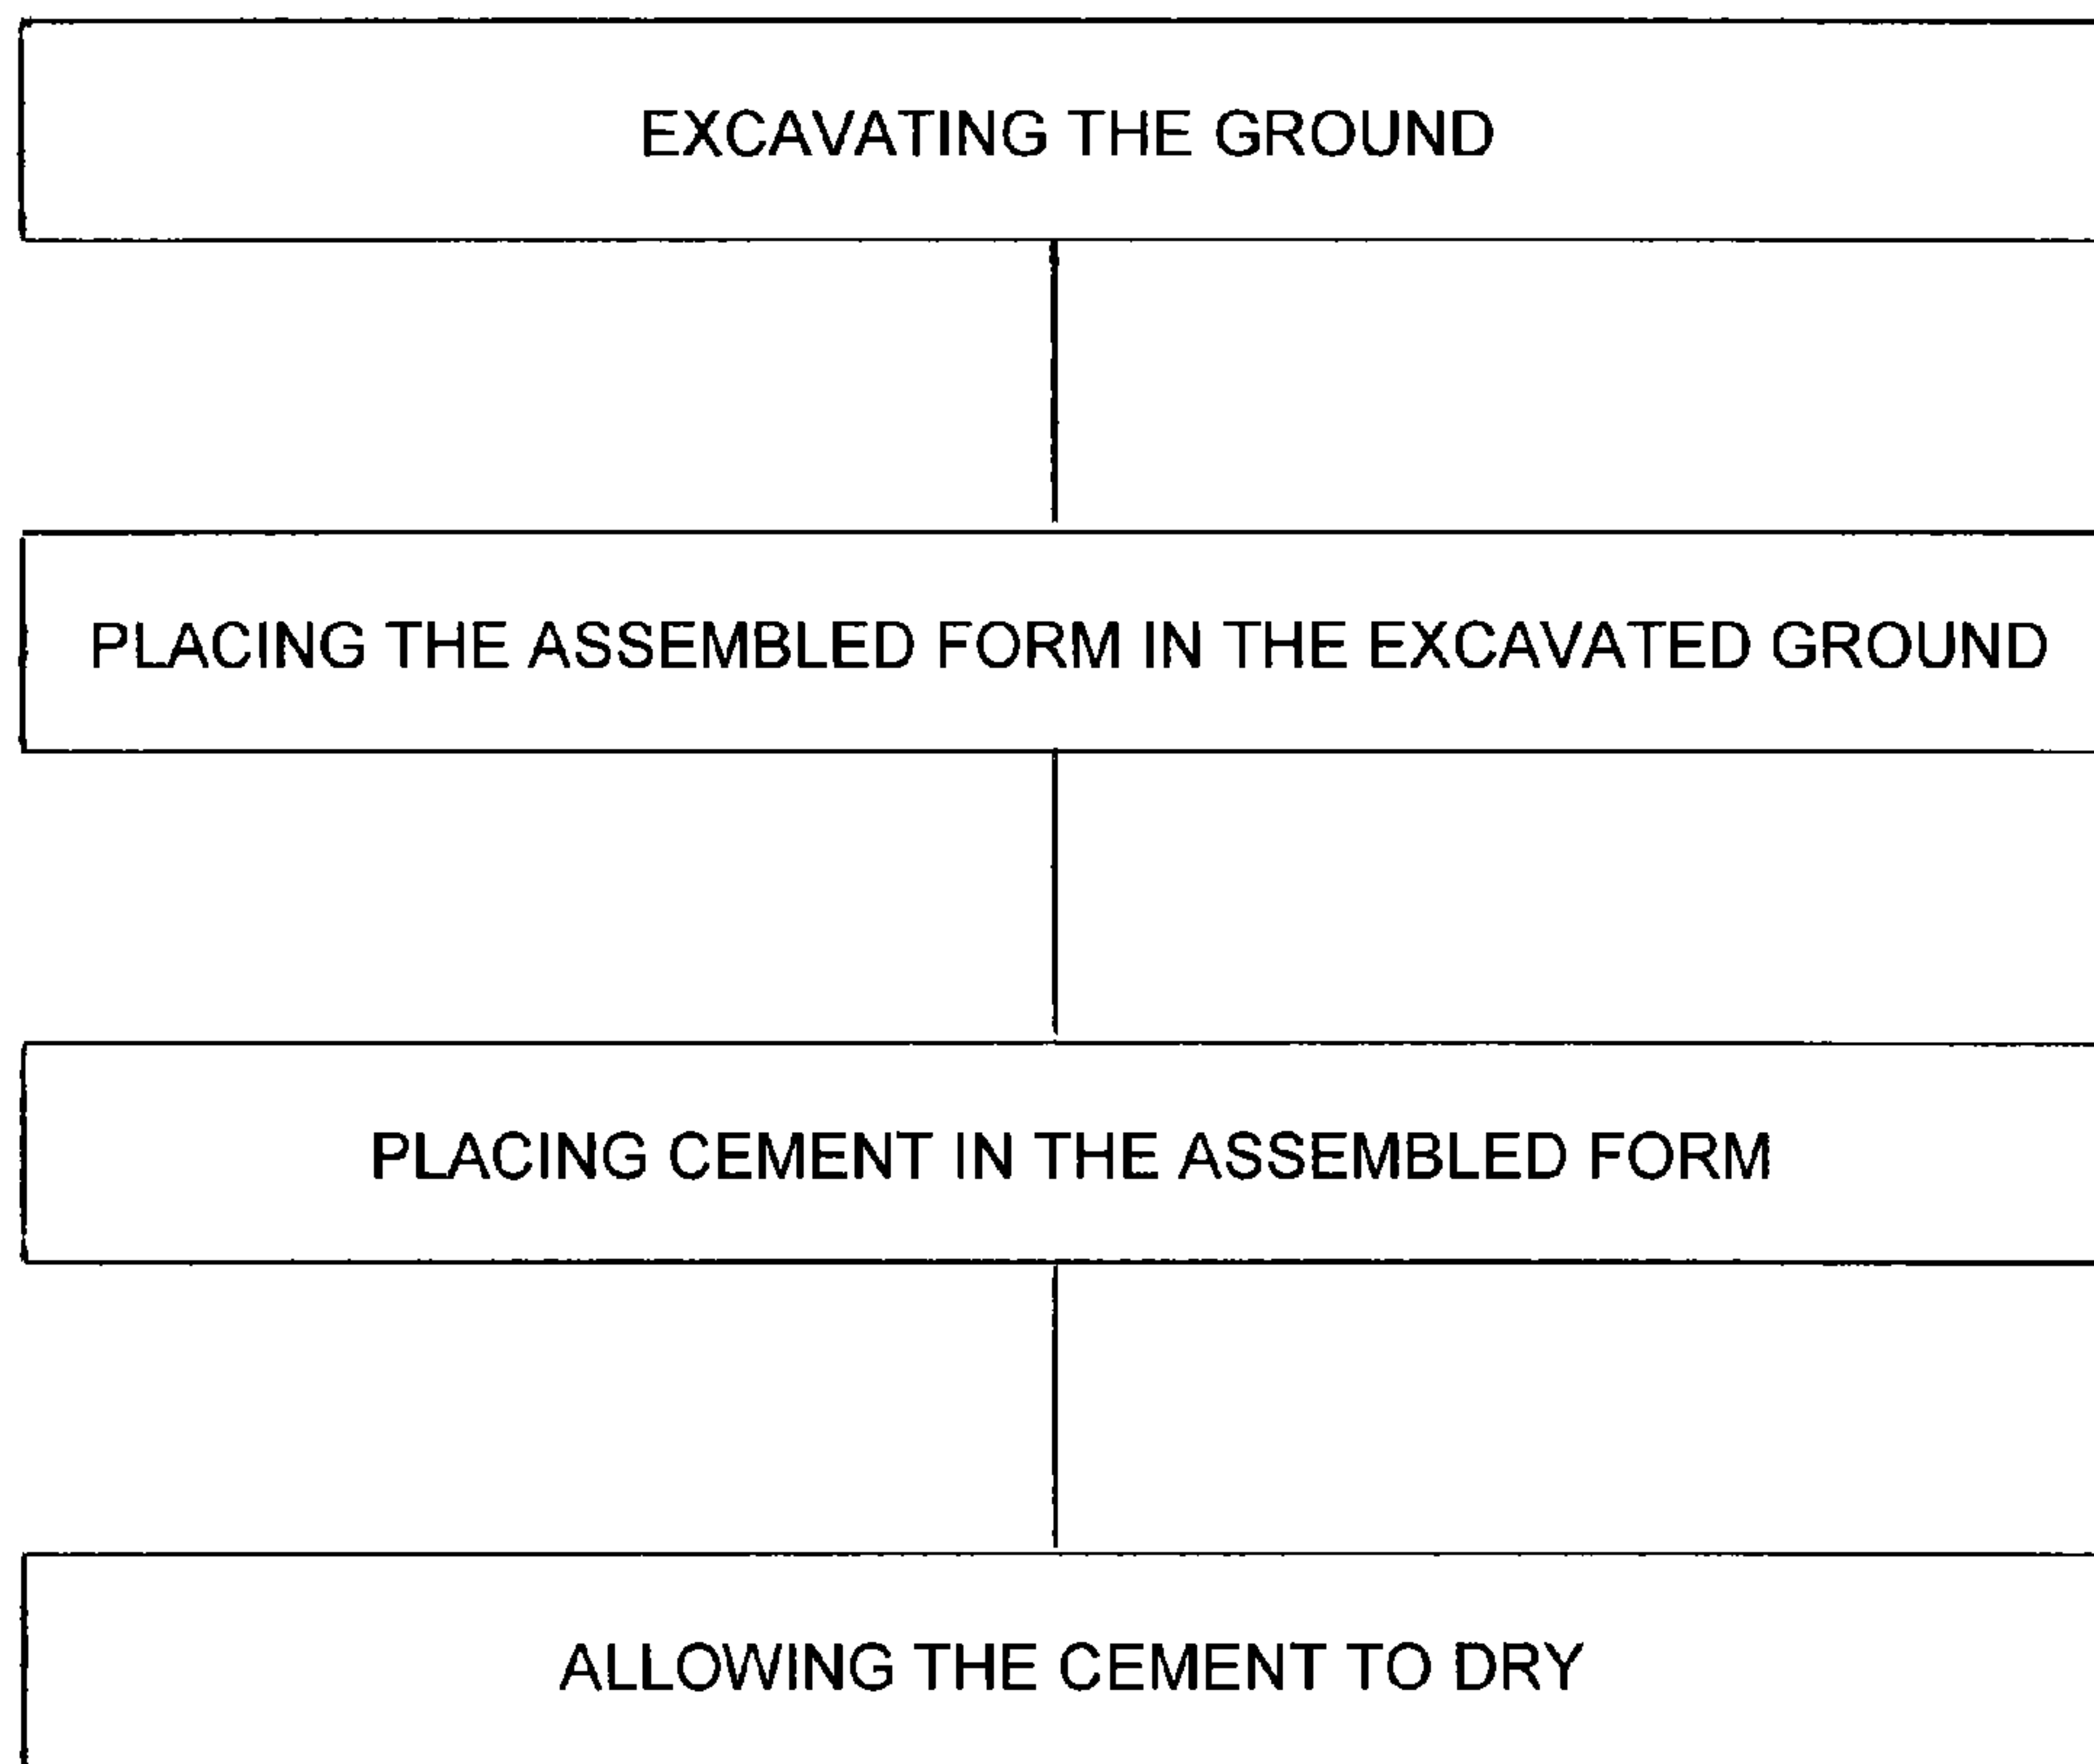 EXCAVATING THE GROUND
PLACING THE ASSEMBLED FORM IN THE EXCAVATED GROUND
PLACING CEMENT IN THE ASSEMBLED FORM
ALLOWING THE CEMENT TO DRY